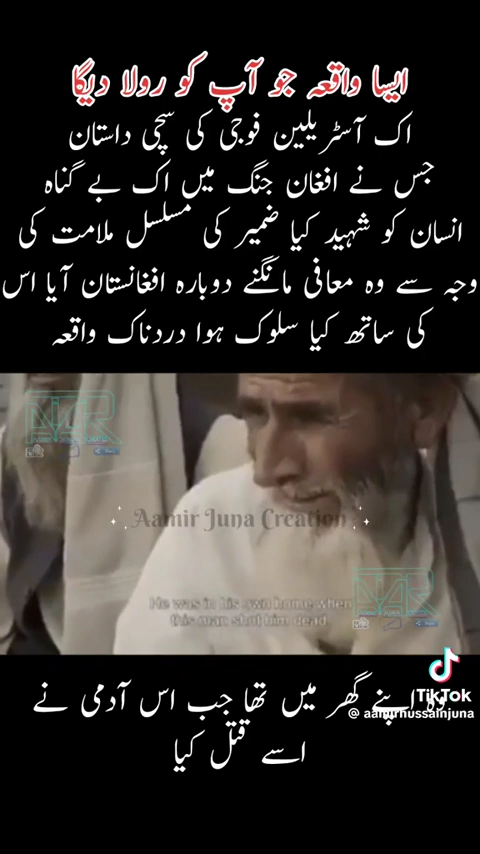 ایسا واقعہ جو آپ کو رولا دیگا
اک آسٹریلین فوجی کی سچی داستان
جس نے افغان جنگ میں اک بے گناہ
انسان کو شہید کیا ضمیر کی مسلسل ملامت کی
وجہ سے وہ معافی مانگنے دوبارہ افغانستان آیا اس
کی ساتھ کیا سلوک ہوا دردناک واقعہ
Aamir Juna Creation
He was in his own home when
this man shot him dead
وہ اپنے گھر میں تھا جب اس آدمی نے
اسے قتل کیا
TikTok
@ aamirhussainjuna